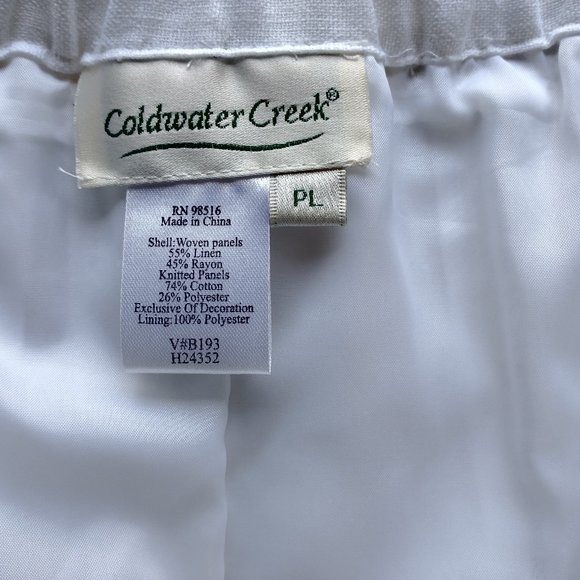 Coldwater Creek®
PL
RN 98516
Made in China
Shell:Woven panels
55% Linen
45% Rayon
Knitted Panels
74% Cotton
26% Polyester
Exclusive Of Decoration
Lining:100% Polyester
V#B193
H24352